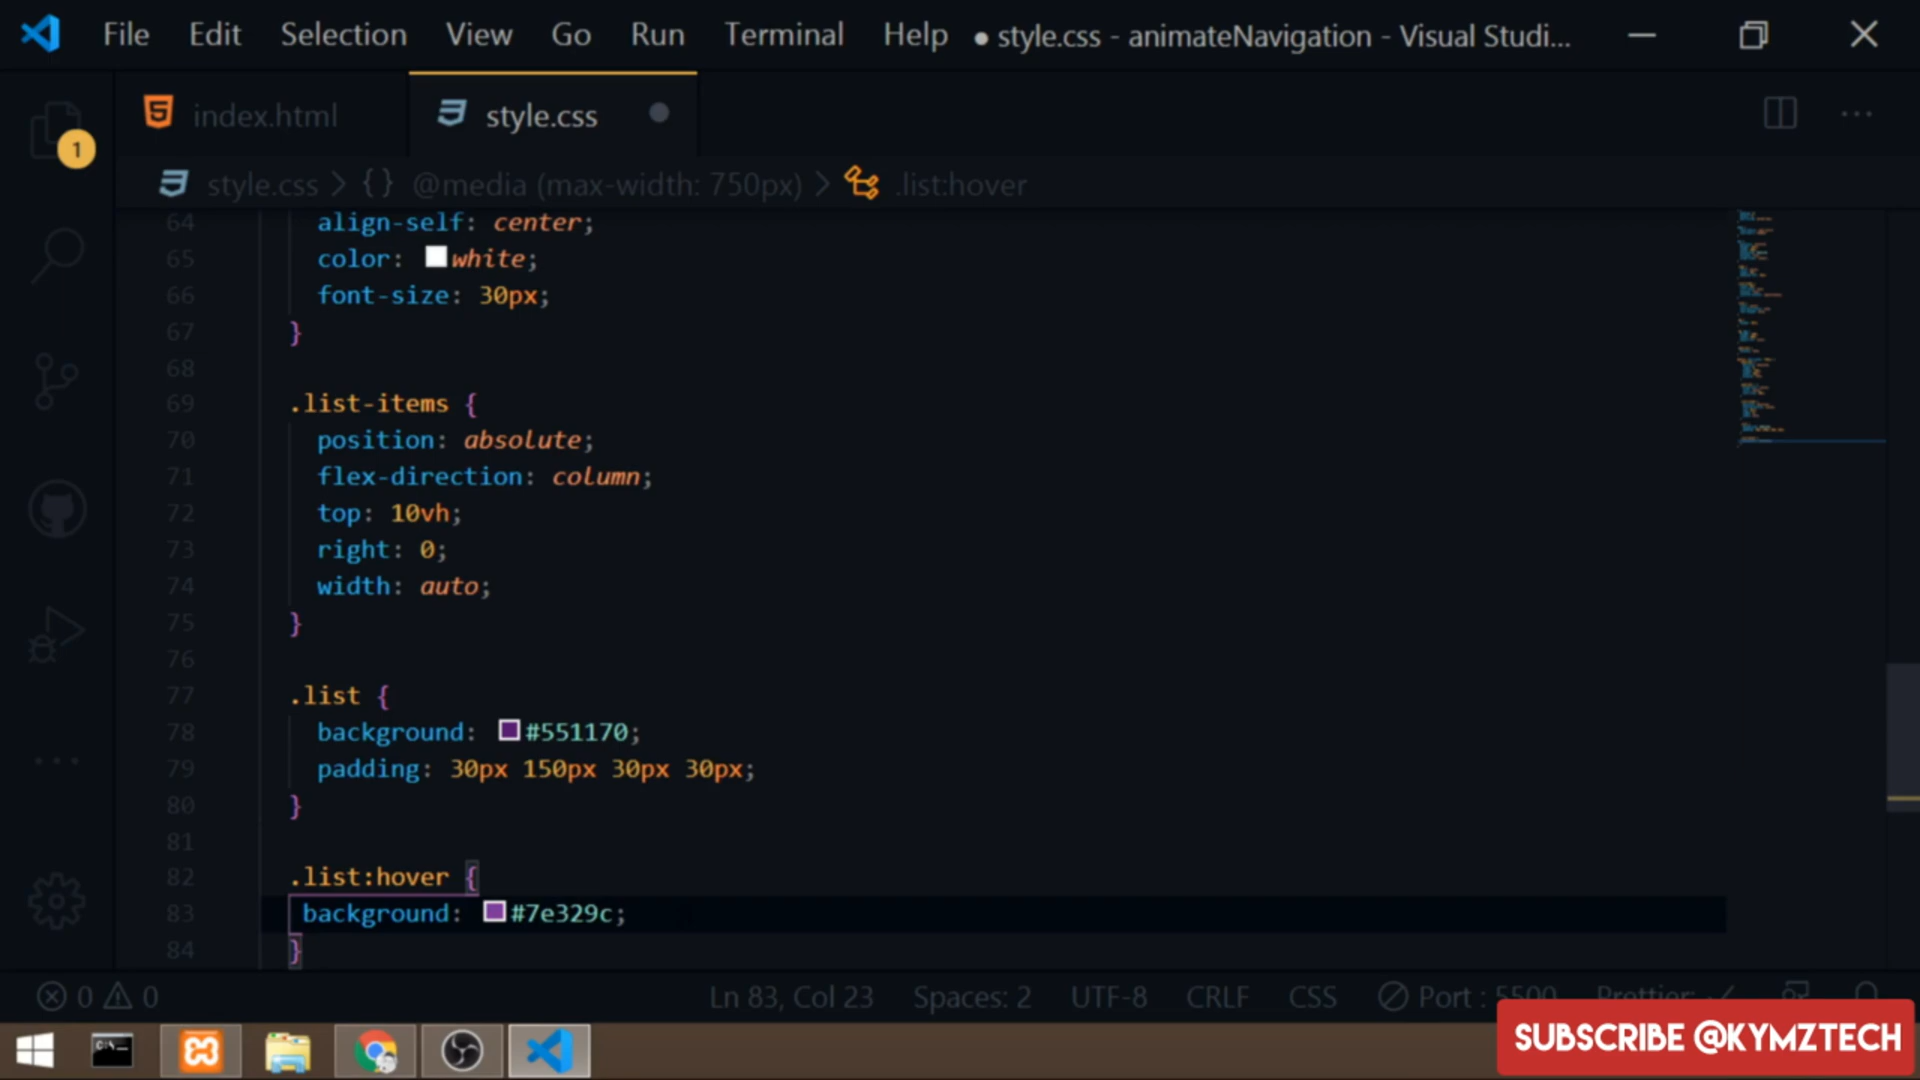 File Edit Selection View Go Run Terminal Help ● style.css - animateNavigation - Visual Studi...
index.html style.css
style.css > {} @media (max-width: 750px) > .list:hover
1
64 align-self: center;
65 color: white;
66 font-size: 30px;
67 }
68
69 .list-items {
70 position: absolute;
71 flex-direction: column;
72 top: 10vh;
73 right: 0;
74 width: auto;
75 }
76
77 .list {
78 background: #551170;
79 padding: 30px 150px 30px 30px;
80 }
81
82 .list:hover {
83 background: #7e329c;
84 }
0 0 Ln 83, Col 23 Spaces: 2 UTF-8 CRLF CSS Port : 5500 Prettier: ✓
SUBSCRIBE @KYMZTECH